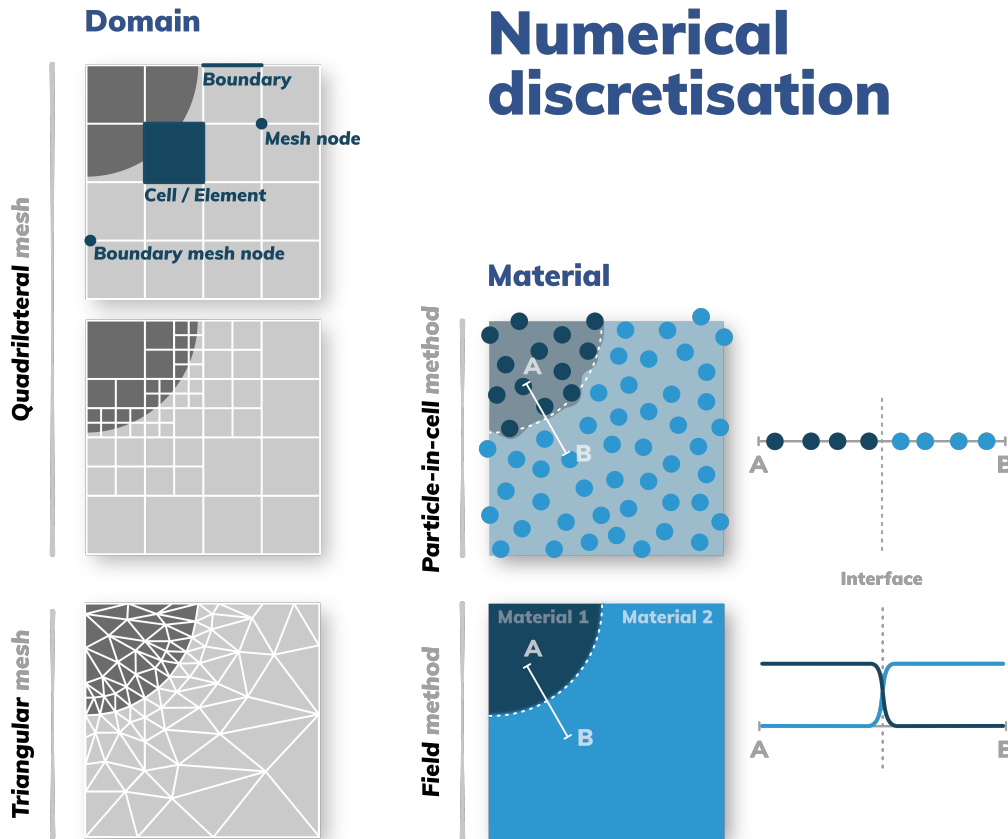 Domain
Numerical
discretisation
Boundary
Mesh node
Cell / Element
Boundary mesh node
Quadrilateral mesh
Material
Particle-in-cell method
A
B
A
B
Interface
Triangular mesh
Field method
Material 1
Material 2
A
B
A
B